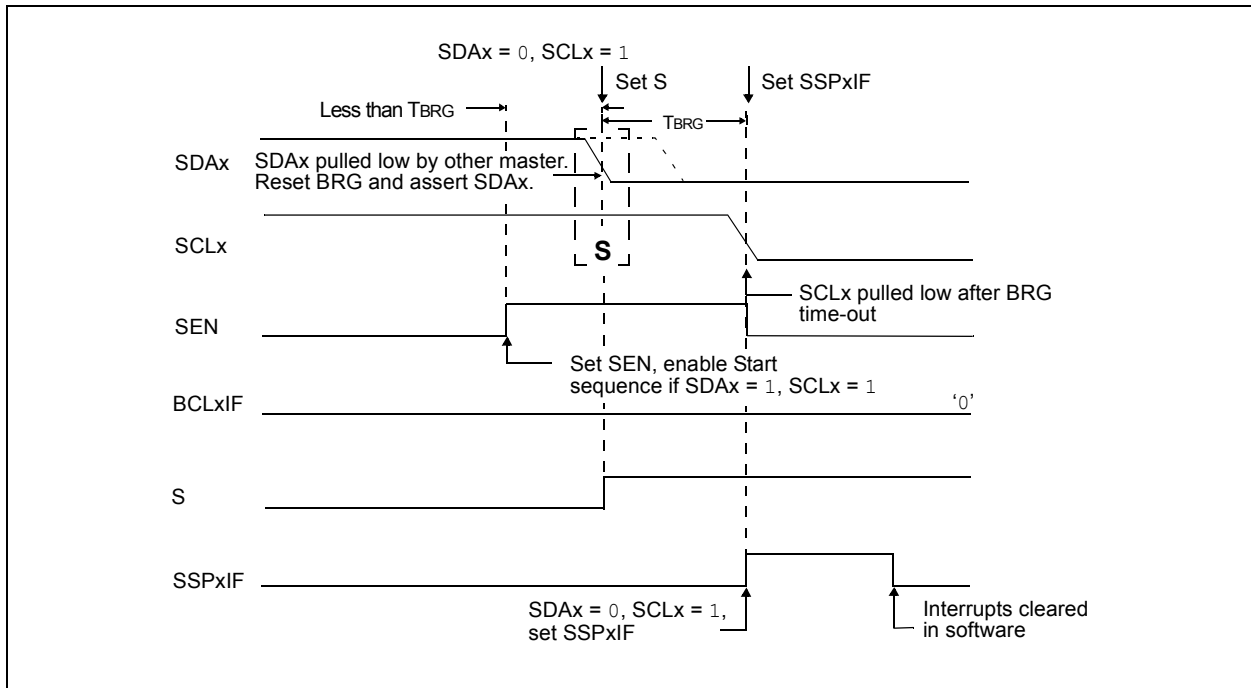 SDAx = 0, SCLx = 1
Set S
Set SSPxIF
Less than TBRG
TBRG
SDAx
SDAx pulled low by other master.
Reset BRG and assert SDAx.
SCLx
S
SCLx pulled low after BRG
time-out
SEN
Set SEN, enable Start
sequence if SDAx = 1, SCLx = 1
BCLxIF
‘0’
S
SSPxIF
SDAx = 0, SCLx = 1,
set SSPxIF
Interrupts cleared
in software